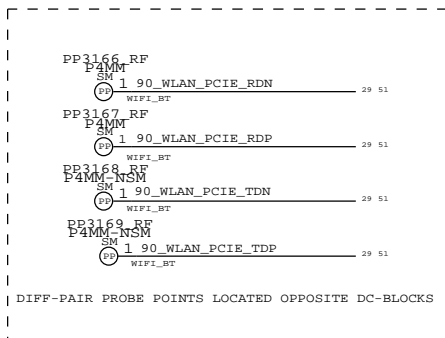 PP3166_RF
P4MM
SM
PP 1 90_WLAN_PCIE_RDN 29 51
WIFI_BT
PP3167_RF
P4MM
SM
PP 1 90_WLAN_PCIE_RDP 29 51
WIFI_BT
PP3168_RF
P4MM-NSM
SM
PP 1 90_WLAN_PCIE_TDN 29 51
WIFI_BT
PP3169_RF
P4MM-NSM
SM
PP 1 90_WLAN_PCIE_TDP 29 51
WIFI_BT
DIFF-PAIR PROBE POINTS LOCATED OPPOSITE DC-BLOCKS